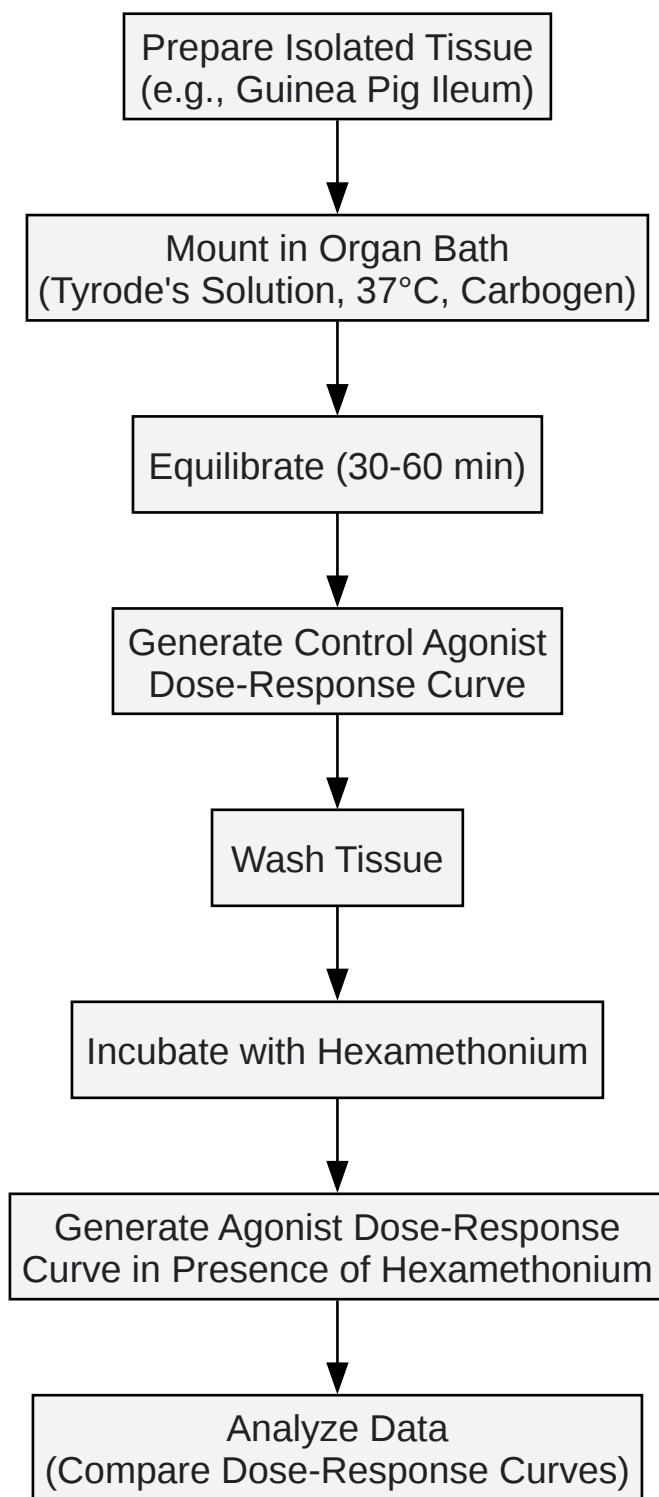 Prepare Isolated Tissue
(e.g., Guinea Pig Ileum)
Mount in Organ Bath
(Tyrode's Solution, 37°C, Carbogen)
Equilibrate (30-60 min)
Generate Control Agonist
Dose-Response Curve
Wash Tissue
Incubate with Hexamethonium
Generate Agonist Dose-Response
Curve in Presence of Hexamethonium
Analyze Data
(Compare Dose-Response Curves)